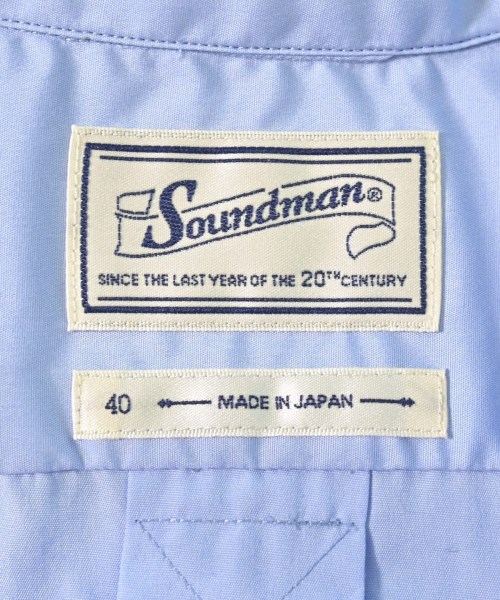 Soundman®
SINCE THE LAST YEAR OF THE 20TH CENTURY
40 MADE IN JAPAN